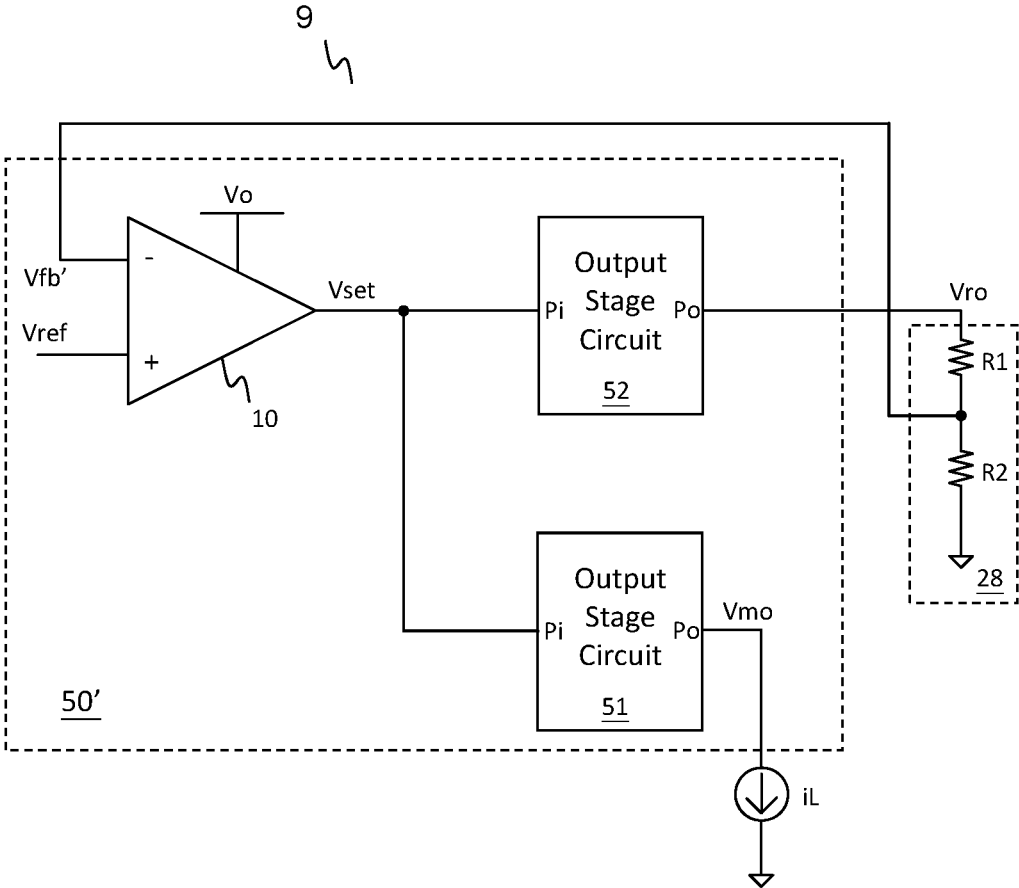 9
Vo
-
Vfb’
Vref
+
10
Vset
Pi
Output
Stage
Circuit
Po
52
Vro
R1
R2
28
Pi
Output
Stage
Circuit
Po
51
Vmo
50’
iL